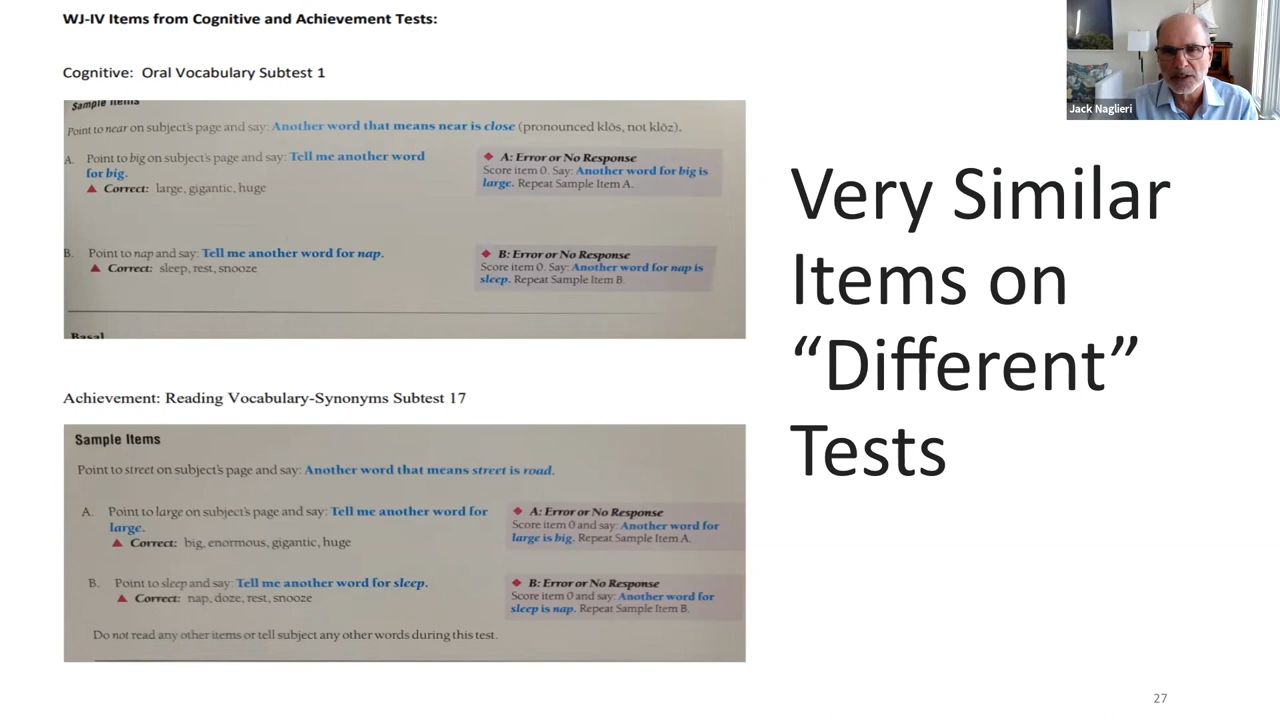 WJ-IV Items from Cognitive and Achievement Tests:
Cognitive: Oral Vocabulary Subtest 1
Sample Items
Point to near on subject's page and say: Another word that means near is close (pronounced klōs, not klōz).
A. Point to big on subject's page and say: Tell me another word
for big.
▲ Correct: large, gigantic, huge
◆ A: Error or No Response
Score item 0. Say: Another word for big is
large. Repeat Sample Item A.
B. Point to nap and say: Tell me another word for nap.
▲ Correct: sleep, rest, snooze
◆ B: Error or No Response
Score item 0. Say: Another word for nap is
sleep. Repeat Sample Item B.
Basal
Achievement: Reading Vocabulary-Synonyms Subtest 17
Sample Items
Point to street on subject's page and say: Another word that means street is road.
A. Point to large on subject's page and say: Tell me another word for
large.
▲ Correct: big, enormous, gigantic, huge
◆ A: Error or No Response
Score item 0 and say: Another word for
large is big. Repeat Sample Item A.
B. Point to sleep and say: Tell me another word for sleep.
▲ Correct: nap, doze, rest, snooze
◆ B: Error or No Response
Score item 0 and say: Another word for
sleep is nap. Repeat Sample Item B.
Do not read any other items or tell subject any other words during this test.
Jack Naglieri
Very Similar
Items on
“Different”
Tests
27